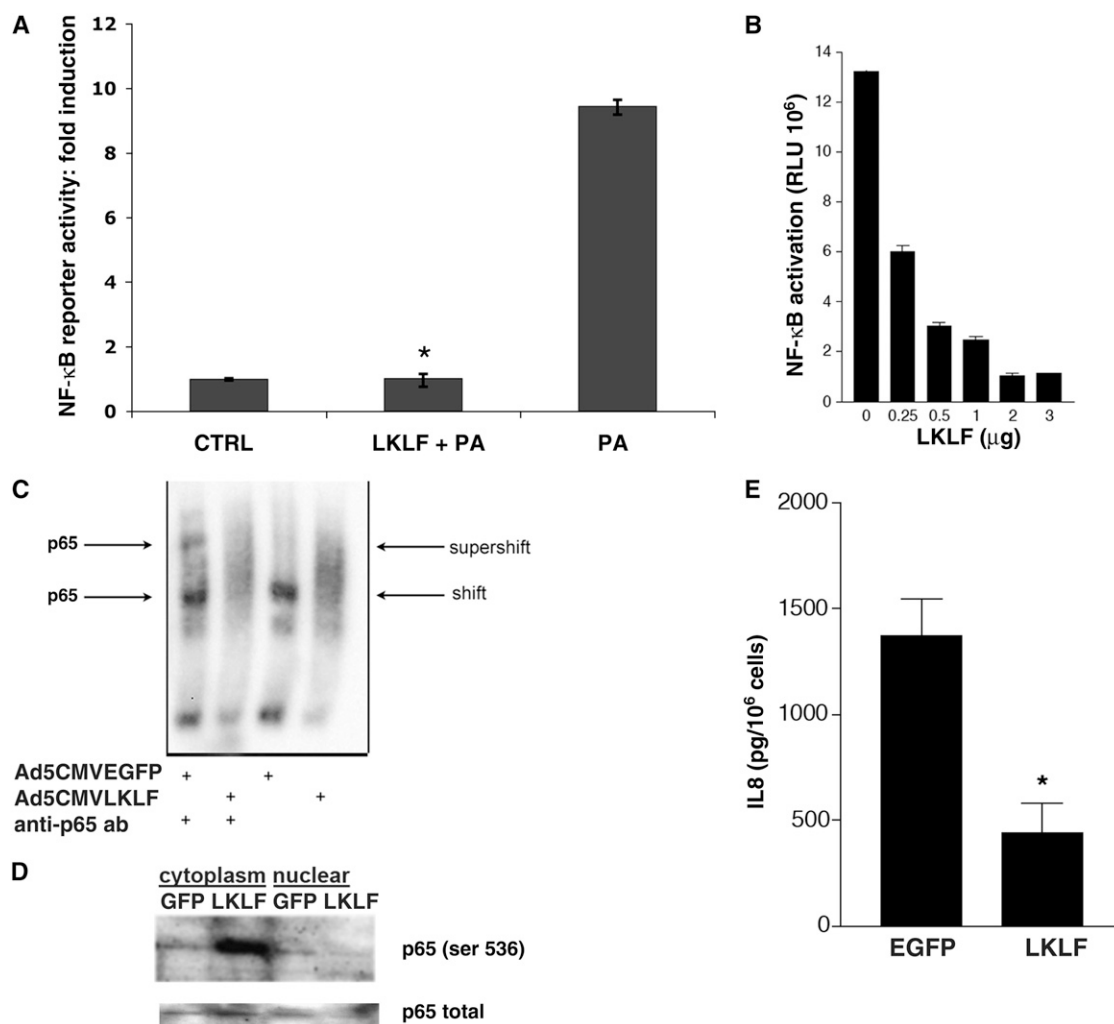 A
NF-κB reporter activity: fold induction
12
10
8
6
4
2
0
*
CTRL LKLF + PA PA
B
NF-κB activation (RLU 10⁶)
14
12
10
8
6
4
2
0
0 0.25 0.5 1 2 3
LKLF (μg)
C
p65 supershift
p65 shift
Ad5CMVEGFP + +
Ad5CMVLKLF + +
anti-p65 ab + +
D
cytoplasm nuclear
GFP LKLF GFP LKLF
p65 (ser 536)
p65 total
E
IL8 (pg/10⁶ cells)
2000
1500
1000
500
0
*
EGFP LKLF